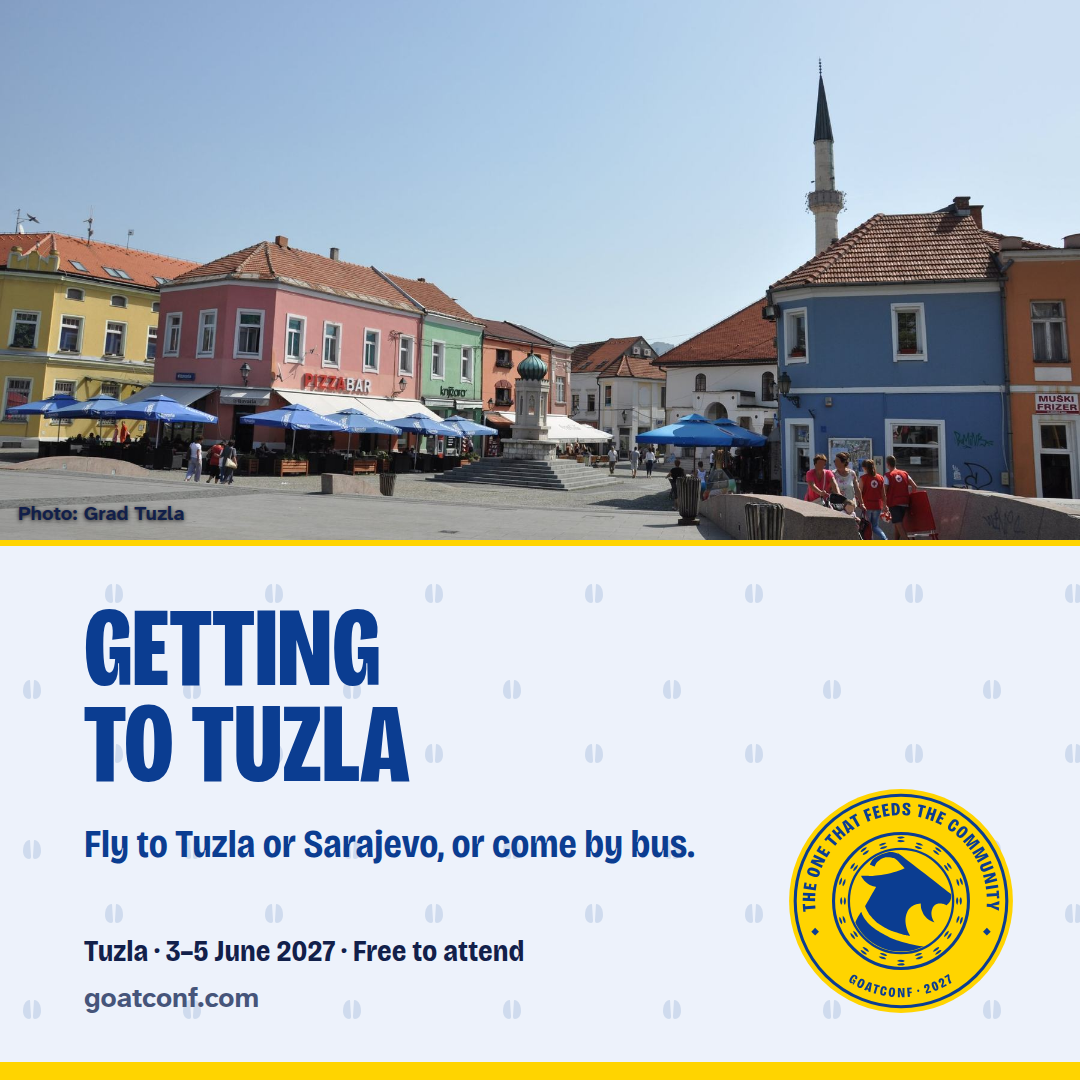 PIZZABAR
knjižara
MUŠKI
FRIZER
Photo: Grad Tuzla
GETTING
TO TUZLA
Fly to Tuzla or Sarajevo, or come by bus.
Tuzla · 3–5 June 2027 · Free to attend
goatconf.com
THE ONE THAT FEEDS THE COMMUNITY
GOATCONF · 2027